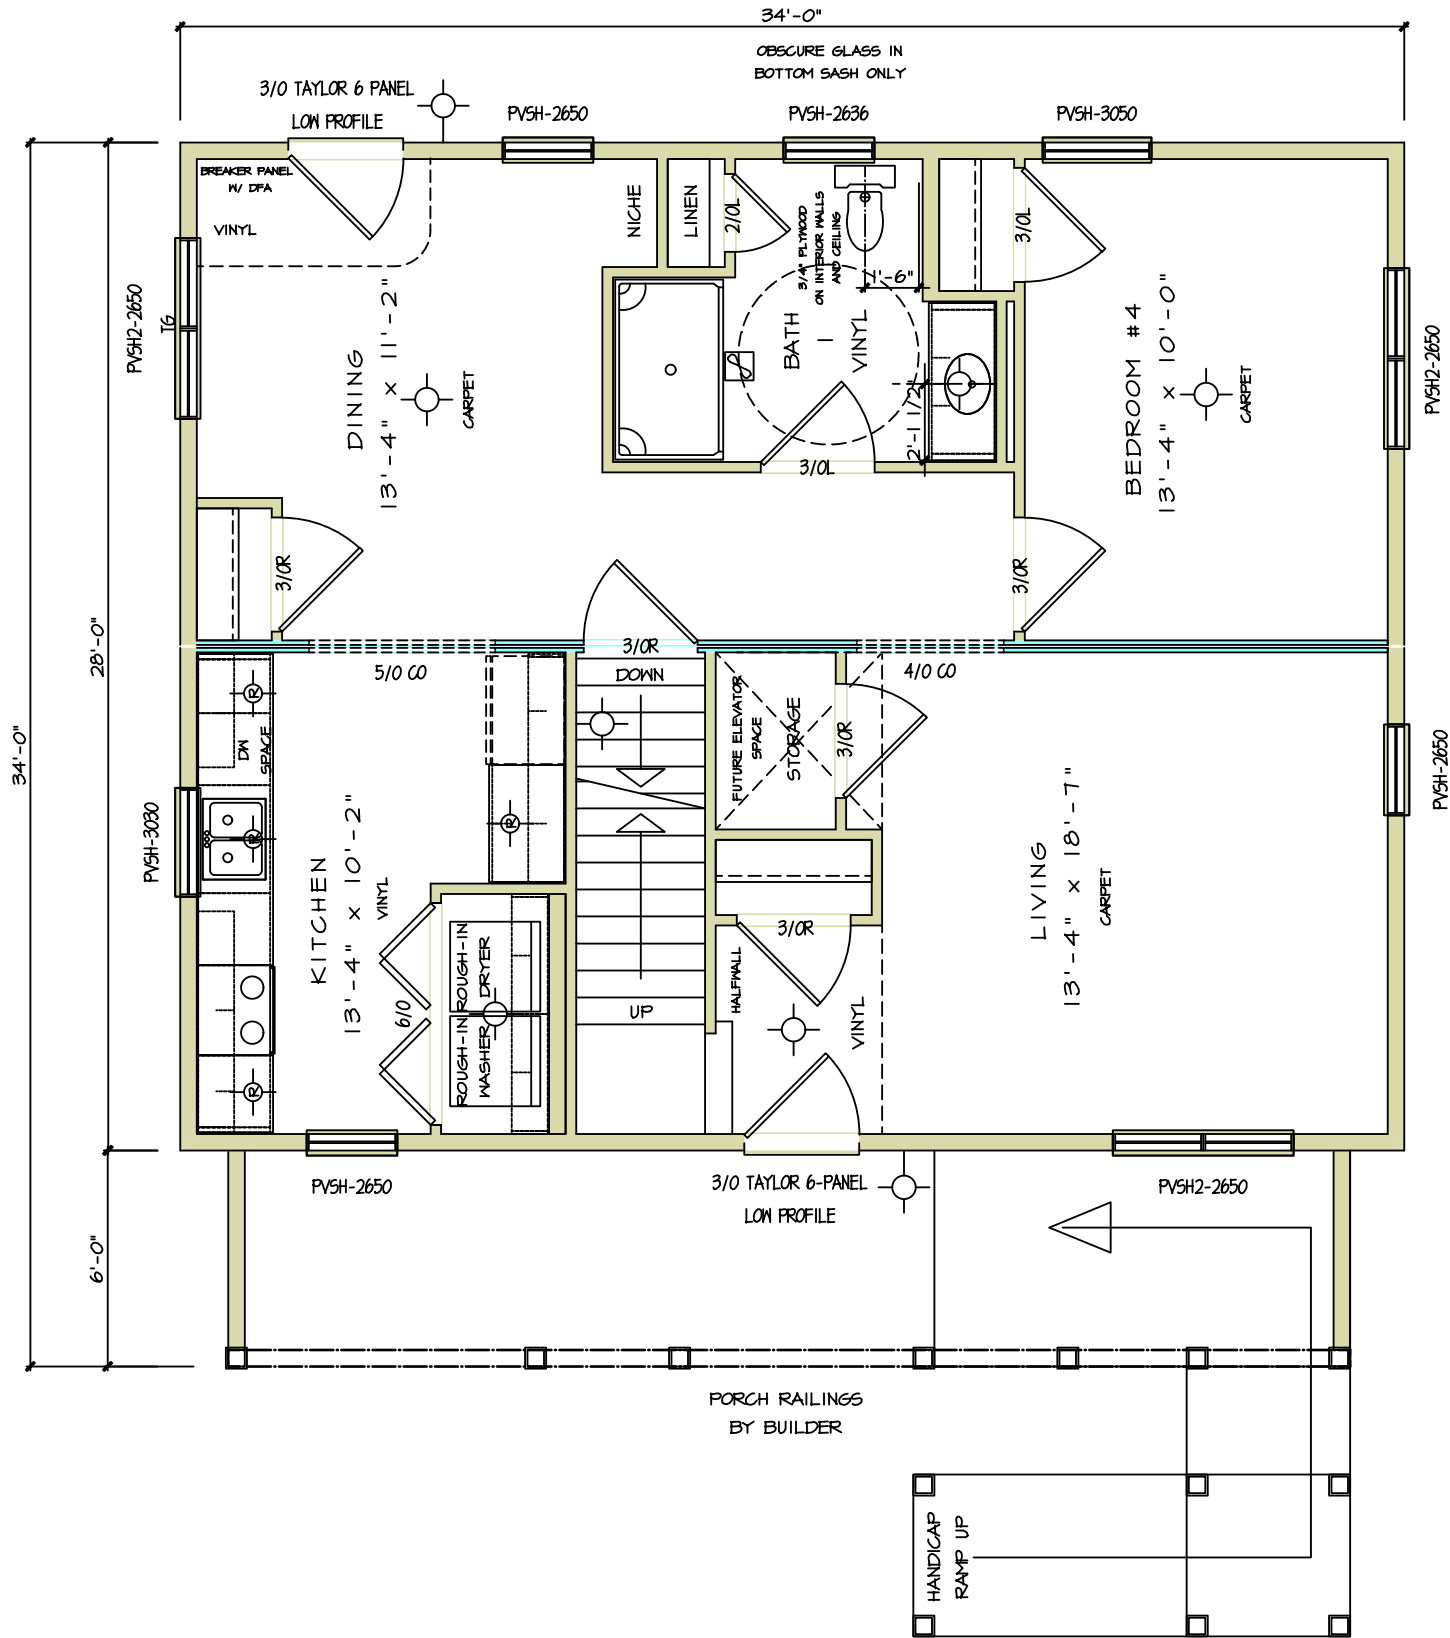 34'-0"
OBSCURE GLASS IN
BOTTOM SASH ONLY
3/0 TAYLOR 6 PANEL
LOW PROFILE
PVSH-2650
PVSH-2636
PVSH-3050
BREAKER PANEL
W/ DFA
VINYL
NICHE
LINEN
2/0L
3/4" PLYWOOD
ON INTERIOR WALLS
AND CEILING
1'-6"
3/0L
PVSH2-2650
TG
DINING
13'-4" x 11'-2"
CARPET
BATH
1
VINYL
2'-1 1/2"
3/0L
BEDROOM #4
13'-4" x 10'-0"
CARPET
PVSH2-2650
3/0R
3/0R
3/0R
28'-0"
34'-0"
5/0 CO
DOWN
4/0 CO
R
DW
SPACE
FUTURE ELEVATOR
SPACE
STORAGE
3/0R
PVSH-2650
PVSH-3030
R
R
KITCHEN
13'-4" x 10'-2"
VINYL
LIVING
13'-4" x 18'-7"
CARPET
3/0R
HALFWALL
VINYL
6/0
ROUGH-IN
DRYER
ROUGH-IN
WASHER
UP
R
PVSH-2650
3/0 TAYLOR 6-PANEL
LOW PROFILE
PVSH2-2650
6'-0"
PORCH RAILINGS
BY BUILDER
HANDICAP
RAMP UP